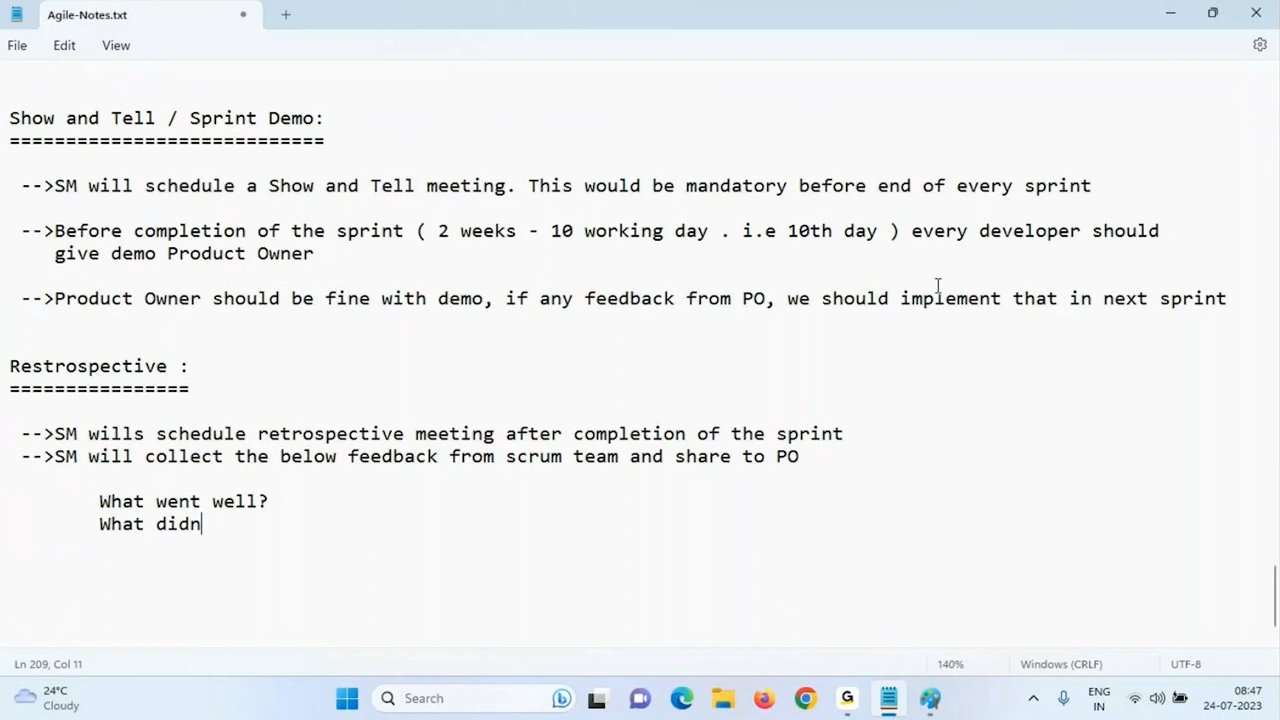 Agile-Notes.txt
File Edit View
Show and Tell / Sprint Demo:
============================
-->SM will schedule a Show and Tell meeting. This would be mandatory before end of every sprint
-->Before completion of the sprint ( 2 weeks - 10 working day . i.e 10th day ) every developer should
give demo Product Owner
-->Product Owner should be fine with demo, if any feedback from PO, we should implement that in next sprint
Restrospective :
================
-->SM wills schedule retrospective meeting after completion of the sprint
-->SM will collect the below feedback from scrum team and share to PO
What went well?
What didn
Ln 209, Col 11 140% Windows (CRLF) UTF-8
24°C
Cloudy
Search
G
ENG
IN
08:47
24-07-2023